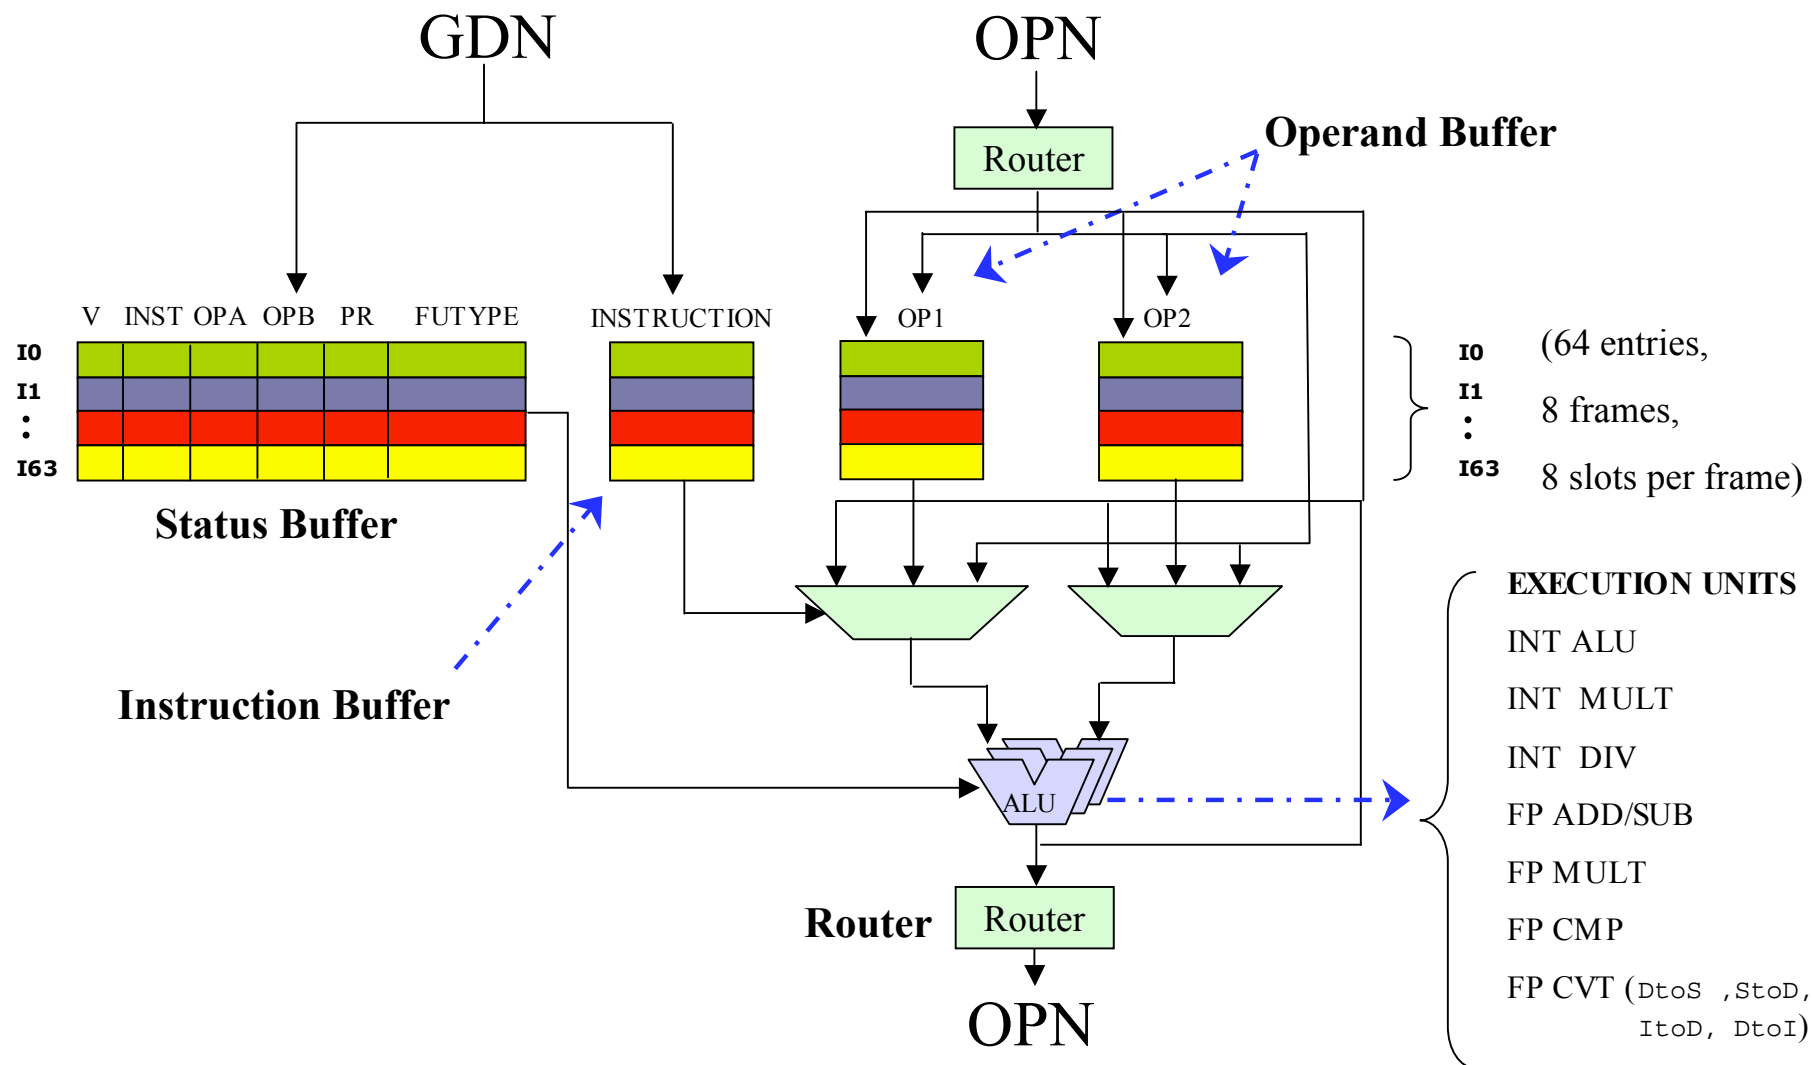 GDN
OPN
Router
Operand Buffer
V INST OPA OPB PR FUTYPE
INSTRUCTION
OP1
OP2
I0
I1
:
I63
I0
I1
:
I63
(64 entries,
8 frames,
8 slots per frame)
Status Buffer
Instruction Buffer
ALU
Router
Router
OPN
EXECUTION UNITS
INT ALU
INT MULT
INT DIV
FP ADD/SUB
FP MULT
FP CMP
FP CVT (DtoS ,StoD,
ItoD, DtoI)